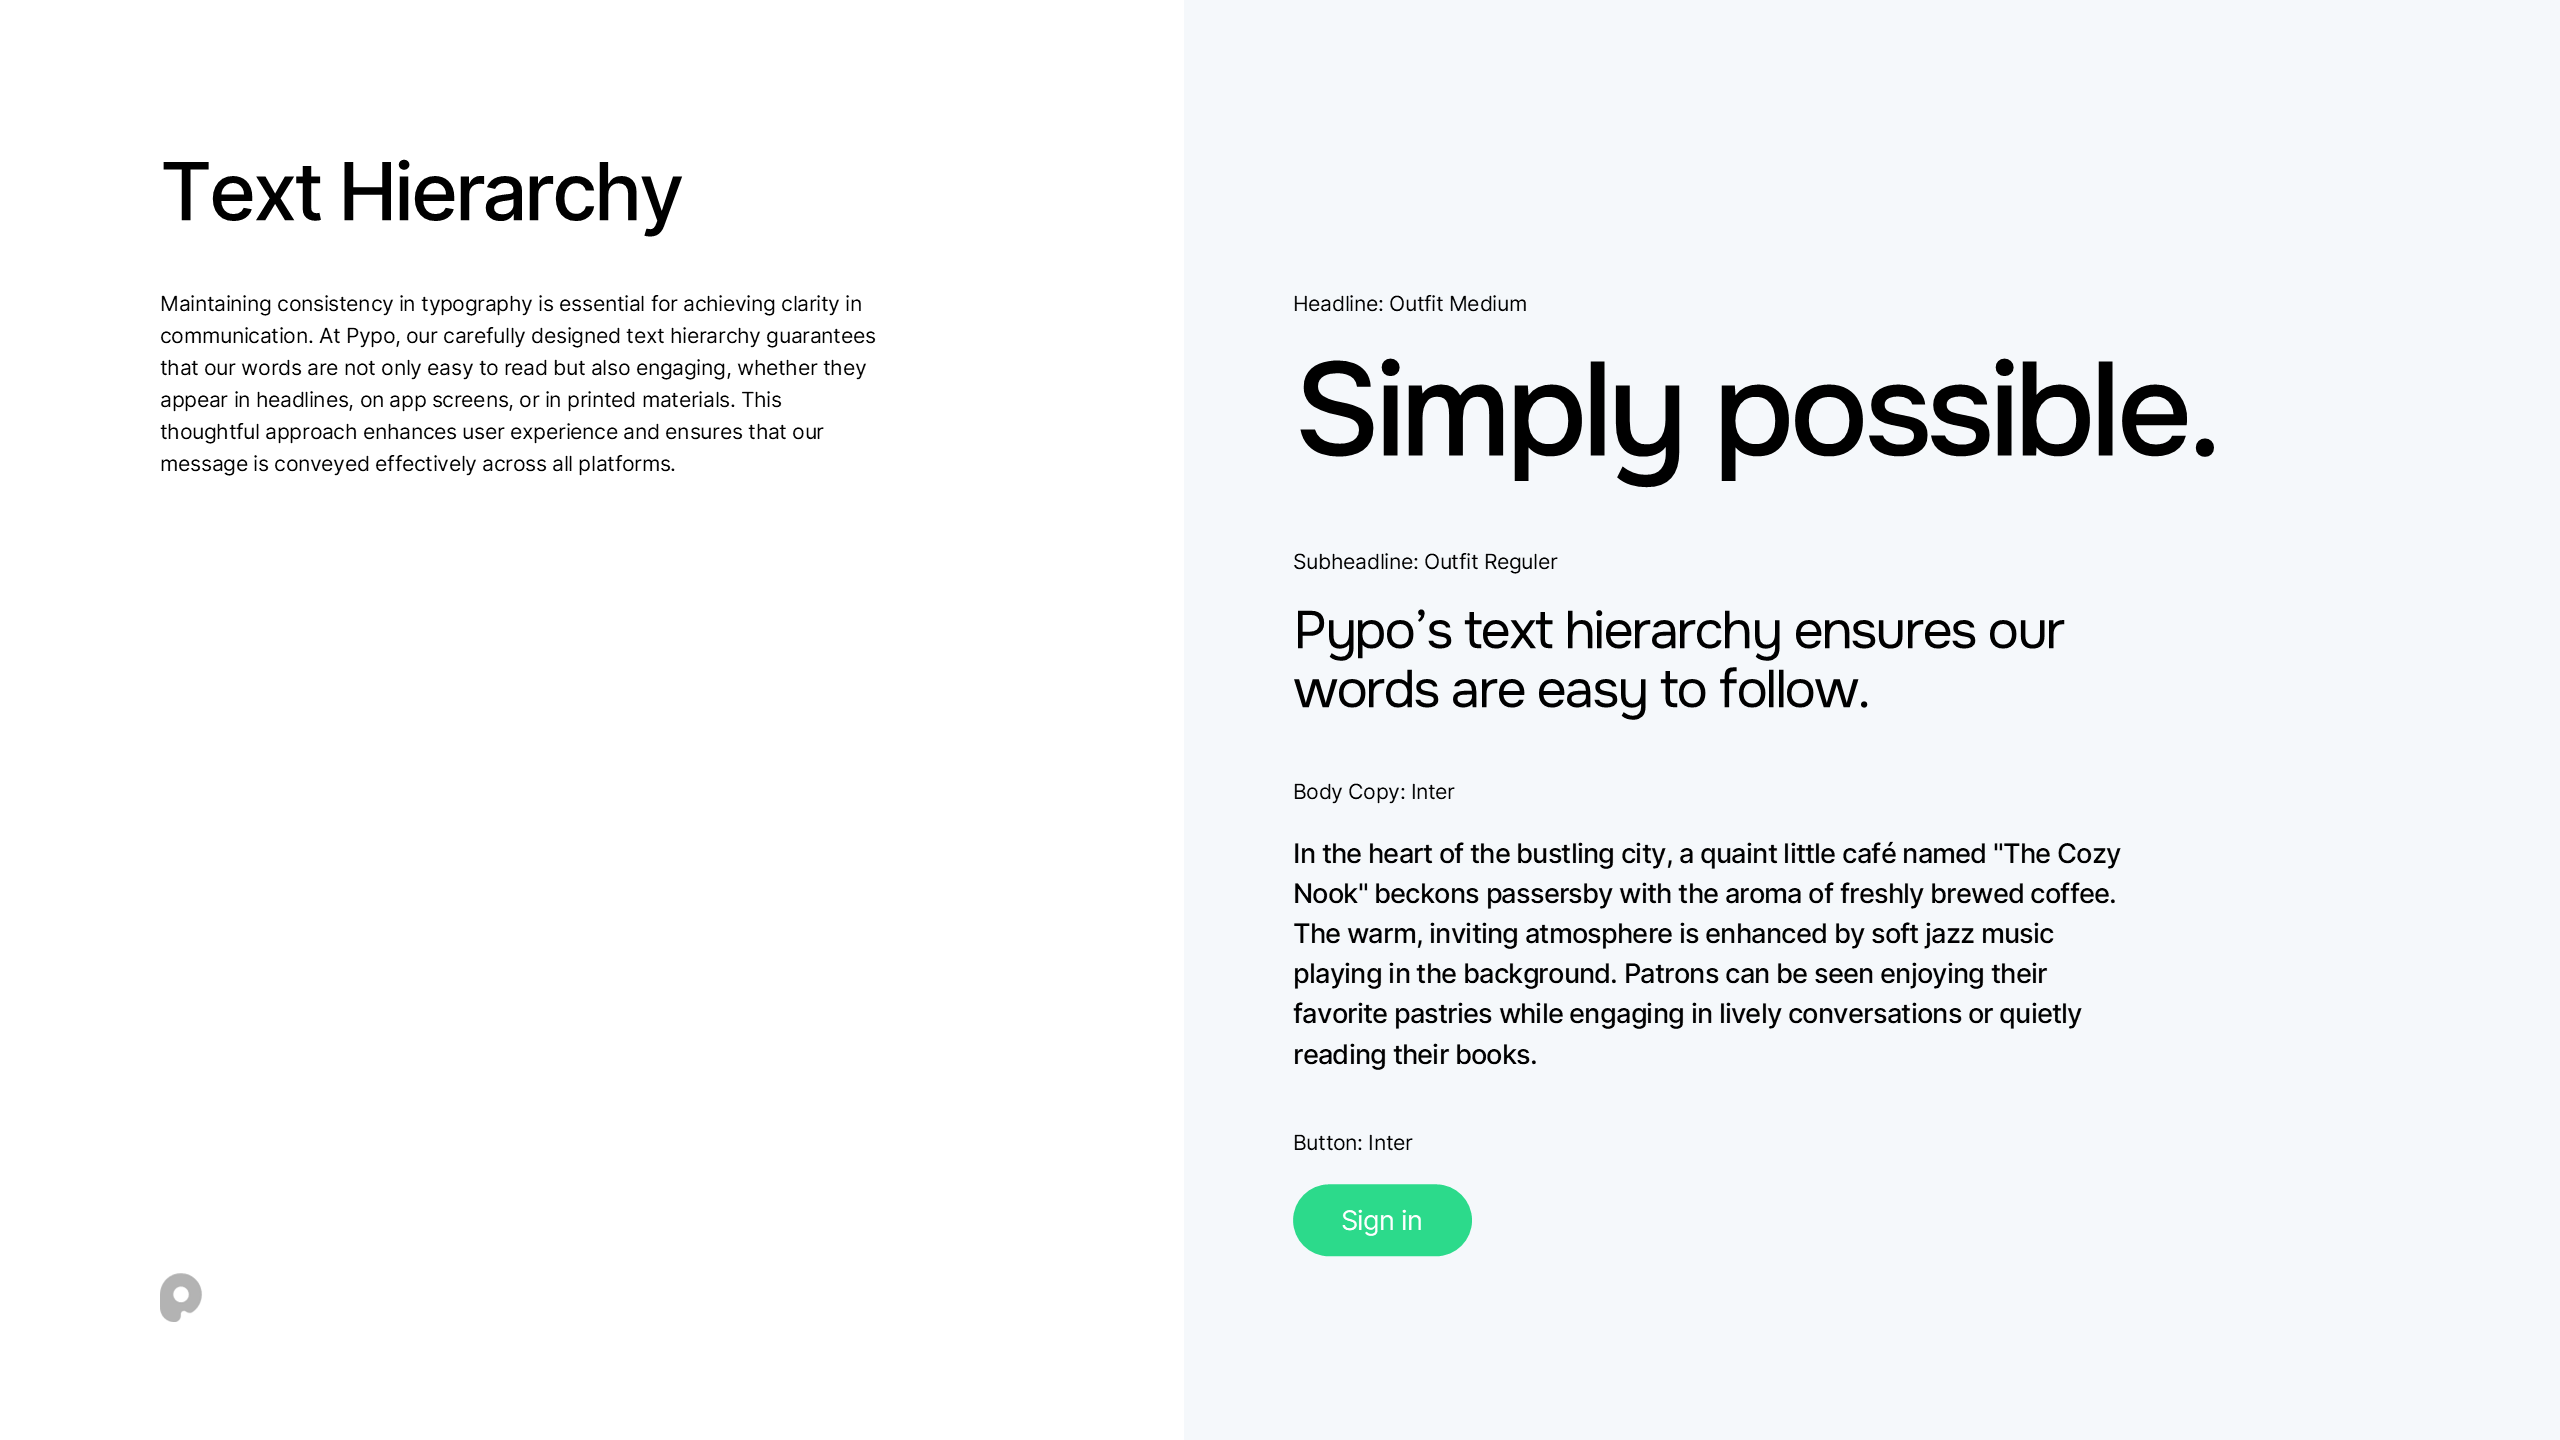 Text Hierarchy
Maintaining consistency in typography is essential for achieving clarity in
communication. At Pypo, our carefully designed text hierarchy guarantees
that our words are not only easy to read but also engaging, whether they
appear in headlines, on app screens, or in printed materials. This
thoughtful approach enhances user experience and ensures that our
message is conveyed effectively across all platforms.
Headline: Outfit Medium
Simply possible.
Subheadline: Outfit Reguler
Pypo’s text hierarchy ensures our
words are easy to follow.
Body Copy: Inter
In the heart of the bustling city, a quaint little café named "The Cozy
Nook" beckons passersby with the aroma of freshly brewed coffee.
The warm, inviting atmosphere is enhanced by soft jazz music
playing in the background. Patrons can be seen enjoying their
favorite pastries while engaging in lively conversations or quietly
reading their books.
Button: Inter
Sign in